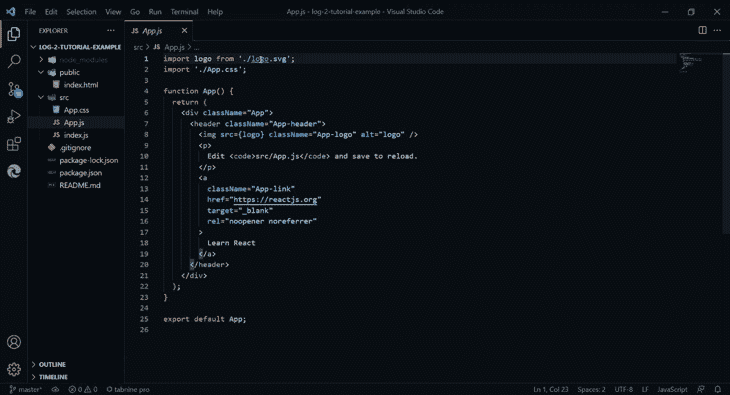 File Edit Selection View Go Run Terminal Help
App.js - log-2-tutorial-example - Visual Studio Code
EXPLORER
LOG-2-TUTORIAL-EXAMPLE
node_modules
public
index.html
src
App.css
App.js
index.js
.gitignore
package-lock.json
package.json
README.md
OUTLINE
TIMELINE
JS App.js
src > JS App.js > ...
1 import logo from './logo.svg';
2 import './App.css';
3
4 function App() {
5 return (
6 <div className="App">
7 <header className="App-header">
8 <img src={logo} className="App-logo" alt="logo" />
9 <p>
10 Edit <code>src/App.js</code> and save to reload.
11 </p>
12 <a
13 className="App-link"
14 href="https://reactjs.org"
15 target="_blank"
16 rel="noopener noreferrer"
17 >
18 Learn React
19 </a>
20 </header>
21 </div>
22 );
23 }
24
25 export default App;
26
master* 0 0 tabnine pro
Ln 1, Col 23 Spaces: 2 UTF-8 LF JavaScript